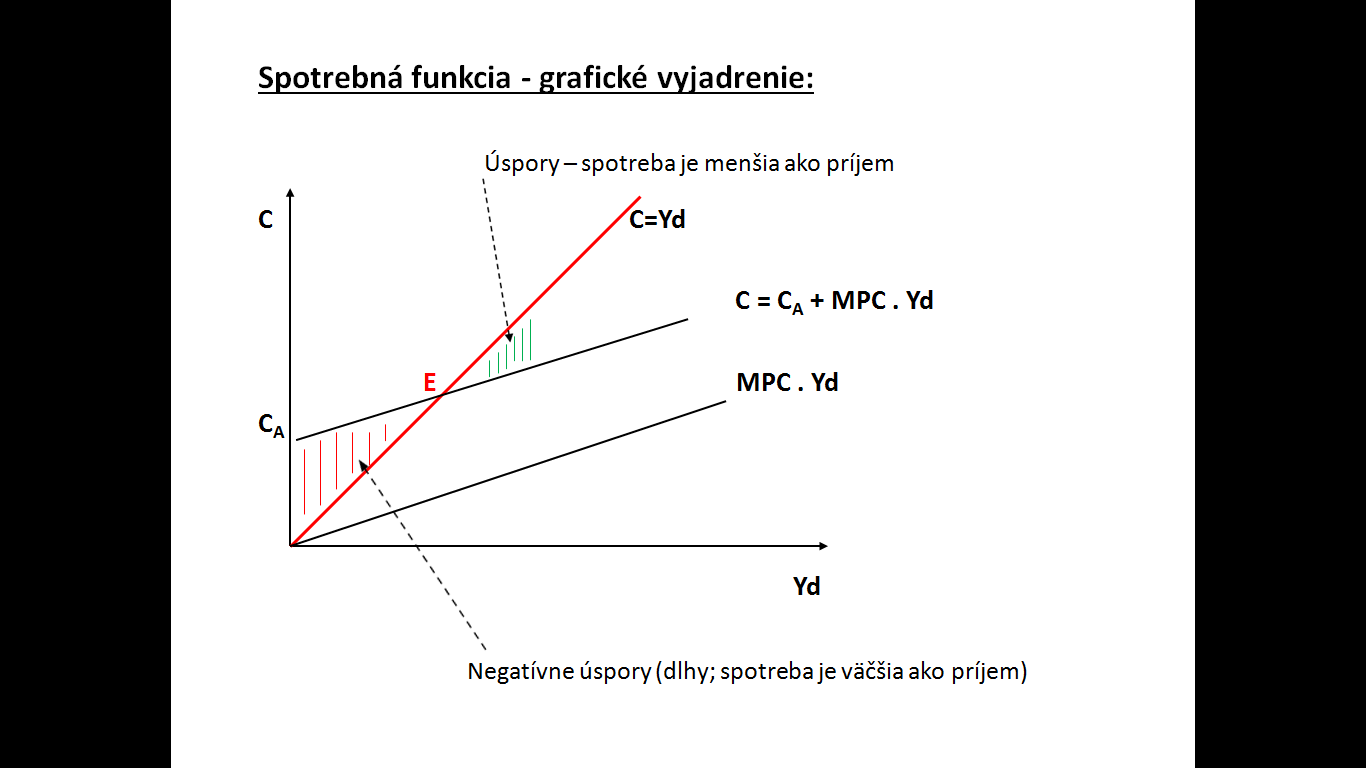 Spotrebná funkcia - grafické vyjadrenie:
Úspory – spotreba je menšia ako príjem
C
C=Yd
C = CA + MPC . Yd
E
MPC . Yd
CA
Yd
Negatívne úspory (dlhy; spotreba je väčšia ako príjem)